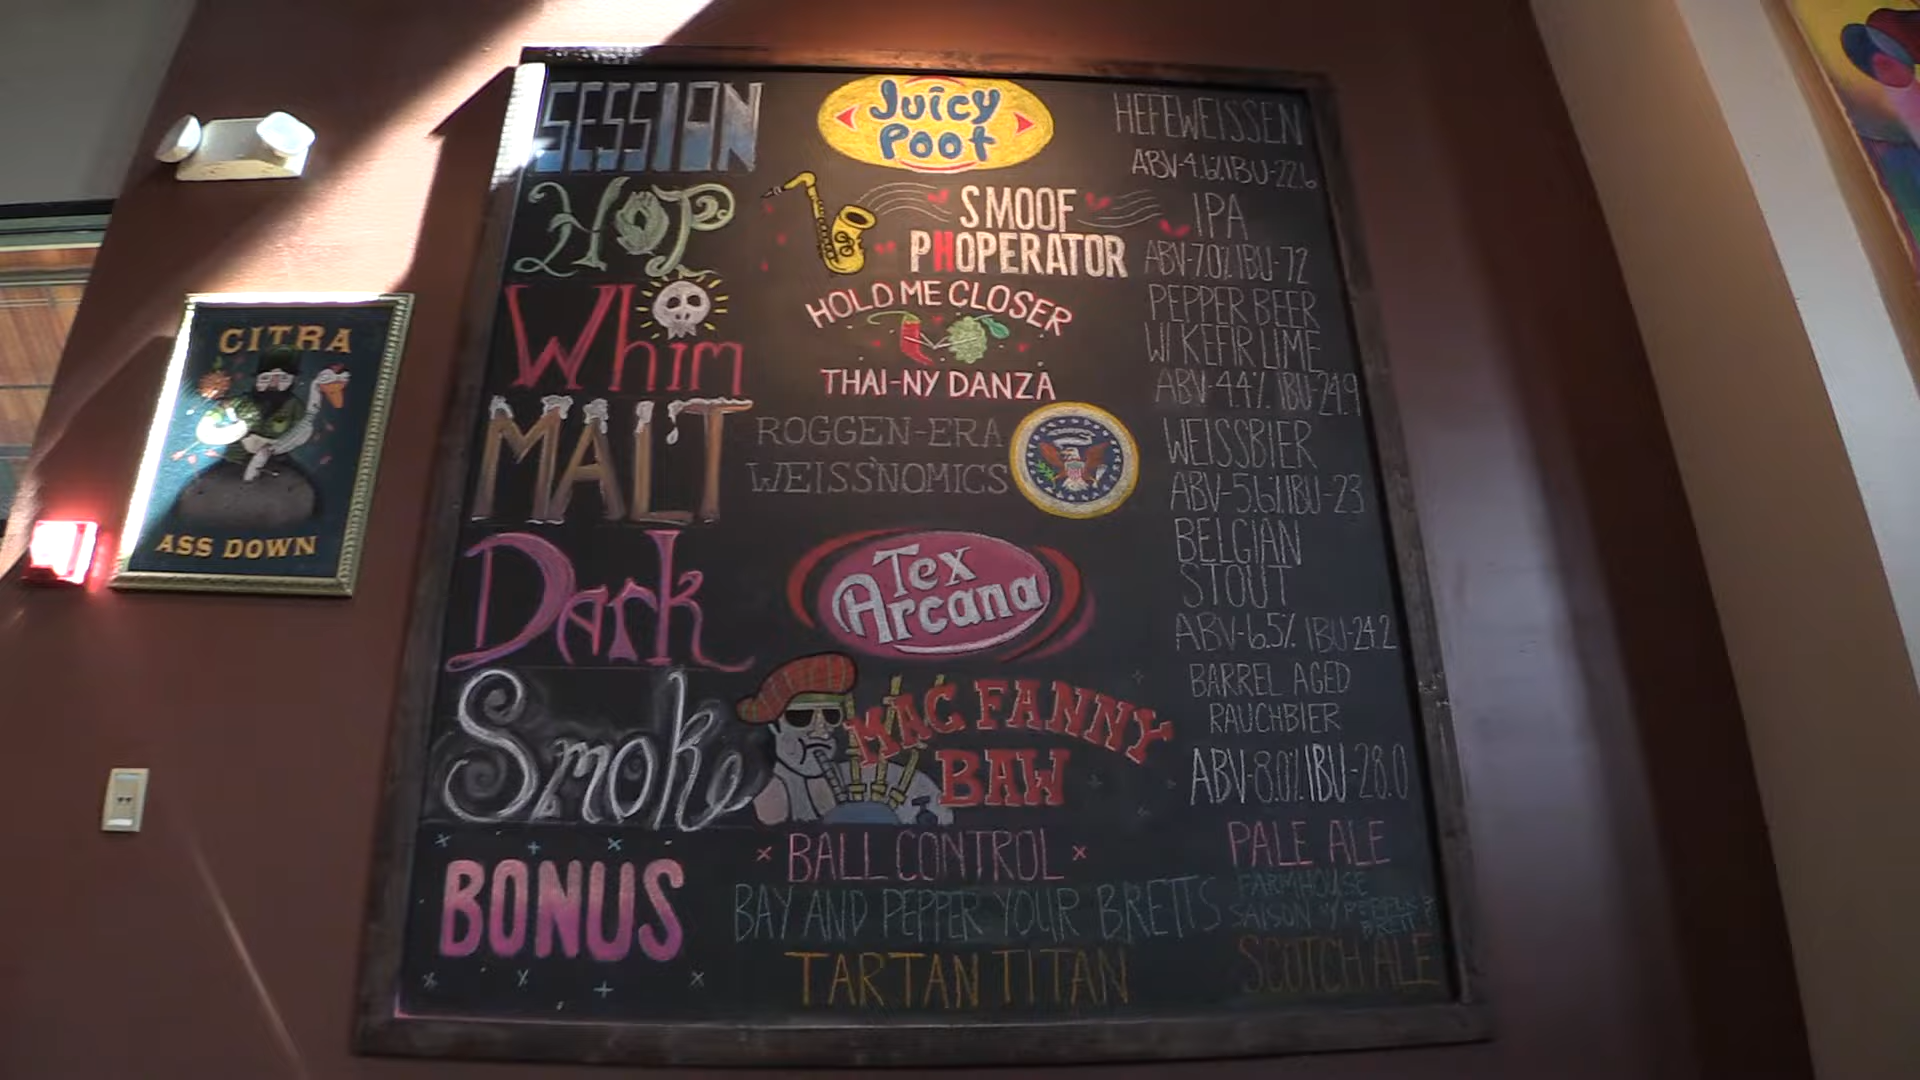 SESSION
Juicy
Poot
HEFEWEISSEN
ABV-4.6% IBU-22.6
HOP
SMOOF
PHOPERATOR
IPA
ABV-7.0% IBU-72
Whim
HOLD ME CLOSER
THAI-NY DANZA
PEPPER BEER
W/ KEFIR LIME
ABV-4.4% IBU-24.9
MALT
ROGGEN-ERA
WEISS'NOMICS
WEISSBIER
ABV-5.6% IBU-23
Dark
Tex
Arcana
BELGIAN
STOUT
ABV-6.5% IBU-24.2
Smoke
MAC FANNY
BAW
BARREL AGED
RAUCHBIER
ABV-8.0% IBU-28.0
BONUS
x BALL CONTROL x
PALE ALE
BAY AND PEPPER YOUR BRETTS
FARMHOUSE
SAISON W/
BRETT
TARTAN TITAN
SCOTCH ALE
CITRA
ASS DOWN